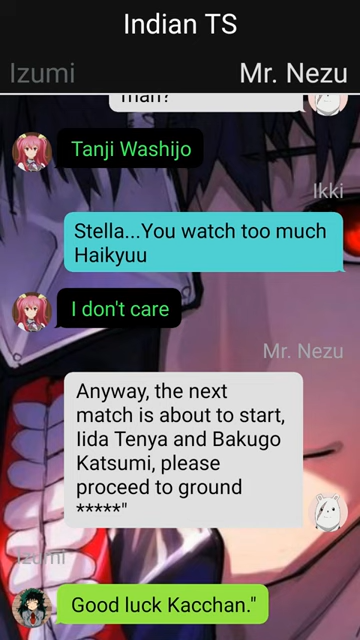 Indian TS
Izumi
Mr. Nezu
man?
Tanji Washijo
Ikki
Stella...You watch too much
Haikyuu
I don't care
Mr. Nezu
Anyway, the next
match is about to start,
Iida Tenya and Bakugo
Katsumi, please
proceed to ground
*****"
Izumi
Good luck Kacchan."